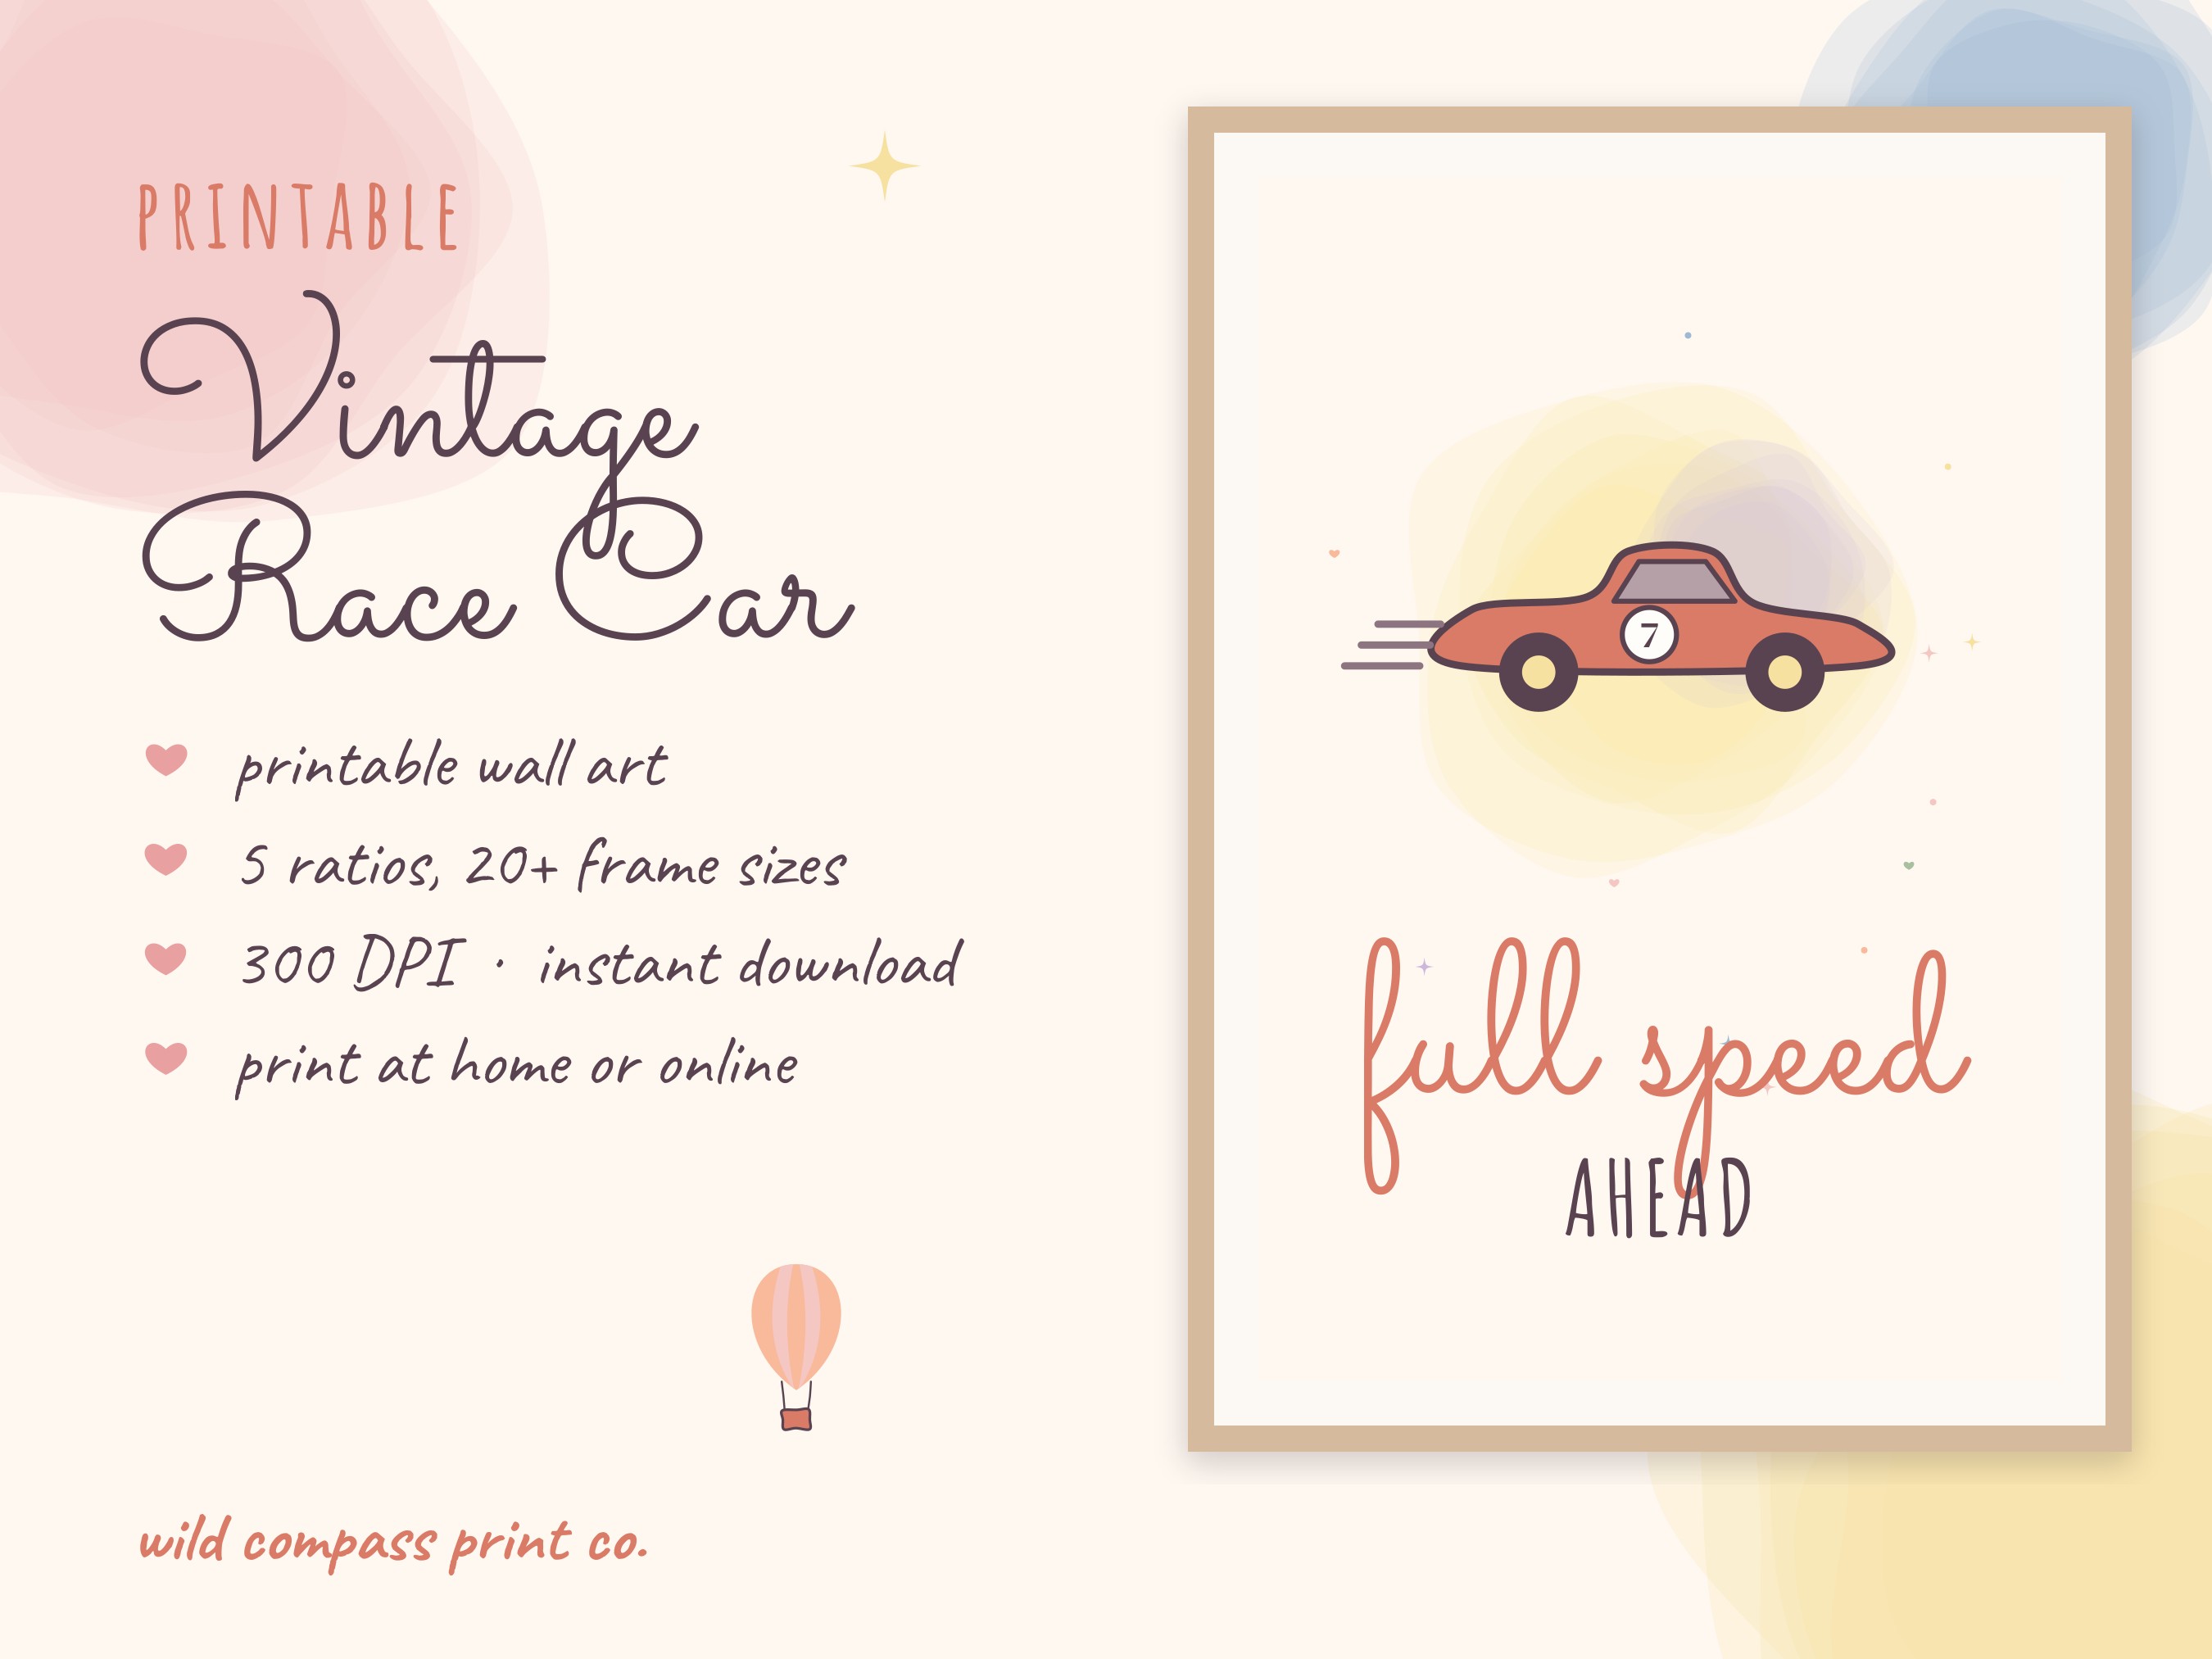 PRINTABLE
Vintage
Race Car
printable wall art
5 ratios, 20+ frame sizes
300 DPI · instant download
print at home or online
wild compass print co.
7
full speed
AHEAD